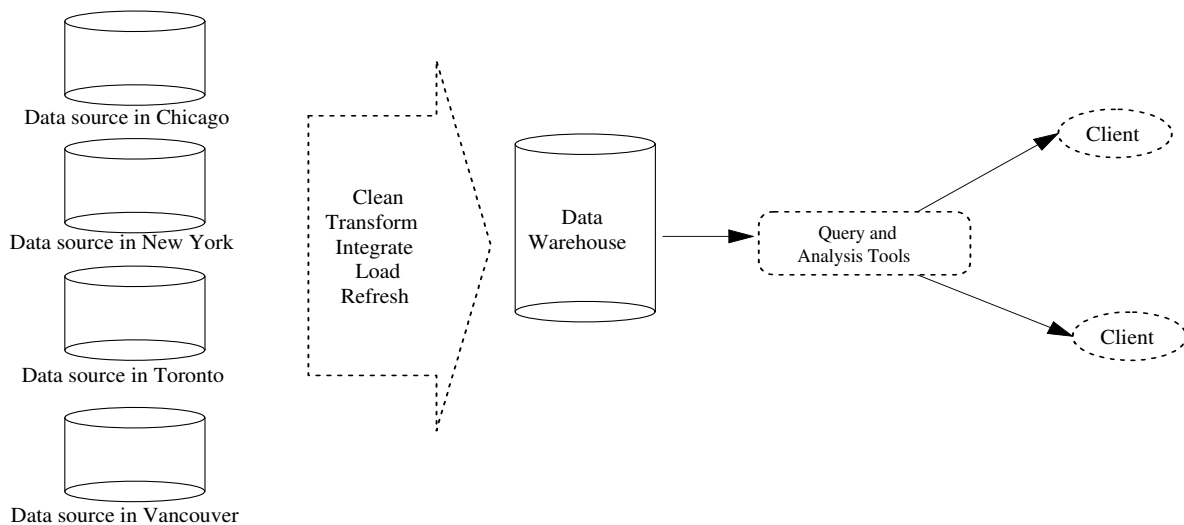 Data source in Chicago
Data source in New York
Data source in Toronto
Data source in Vancouver
Clean
Transform
Integrate
Load
Refresh
Data
Warehouse
Query and
Analysis Tools
Client
Client